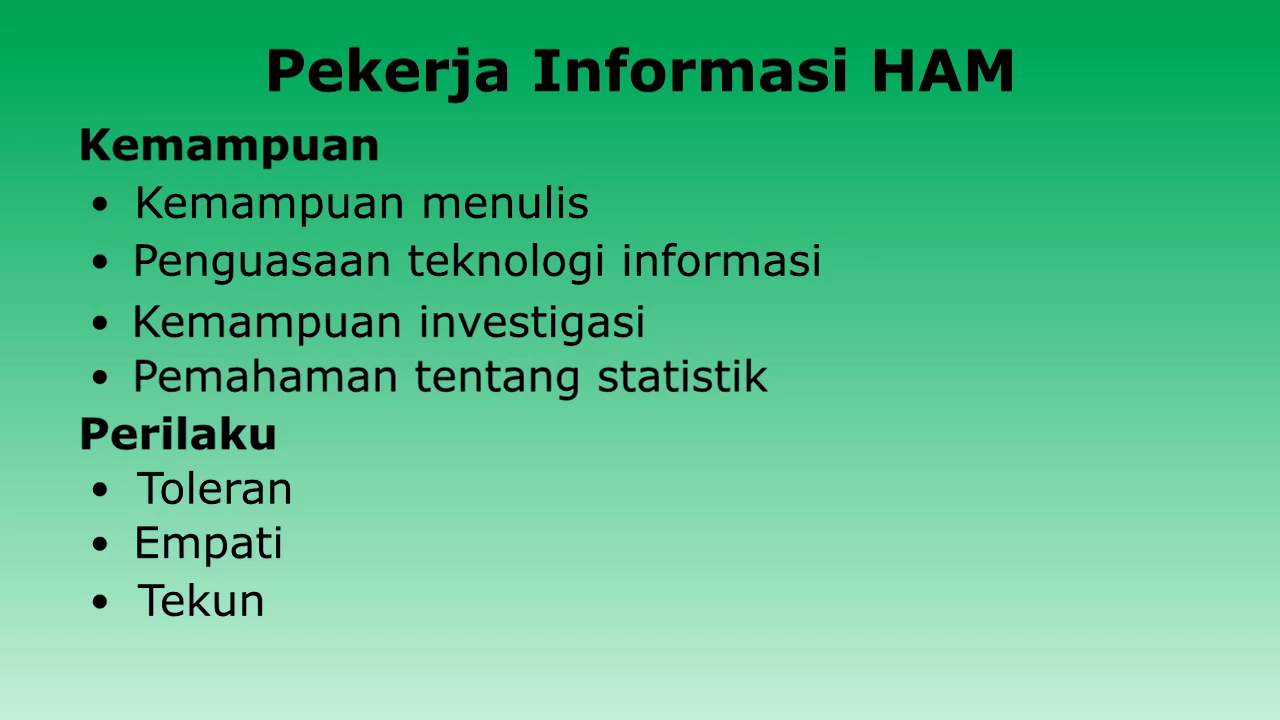 Pekerja Informasi HAM
Kemampuan
• Kemampuan menulis
• Penguasaan teknologi informasi
• Kemampuan investigasi
• Pemahaman tentang statistik
Perilaku
• Toleran
• Empati
• Tekun